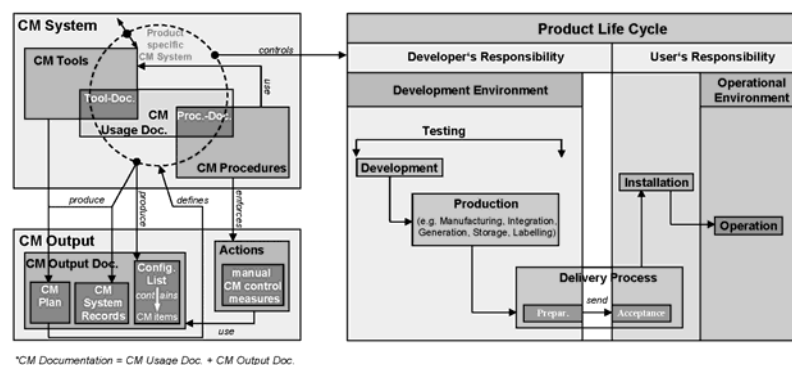 CM System
Product
specific
CM System
controls
CM Tools
use
Tool-Doc.
CM
Usage Doc.
Proc.-Doc.
CM Procedures
produce
produce
defines
enforces
CM Output
CM Output Doc.
CM
Plan
CM
System
Records
Config.
List
contains
CM items
Actions
manual
CM control
measures
use
*CM Documentation = CM Usage Doc. + CM Output Doc.
Product Life Cycle
Developer's Responsibility
User's Responsibility
Development Environment
Operational
Environment
Testing
Development
Production
(e.g. Manufacturing, Integration,
Generation, Storage, Labelling)
Installation
Operation
Delivery Process
Prepar.
send
Acceptance